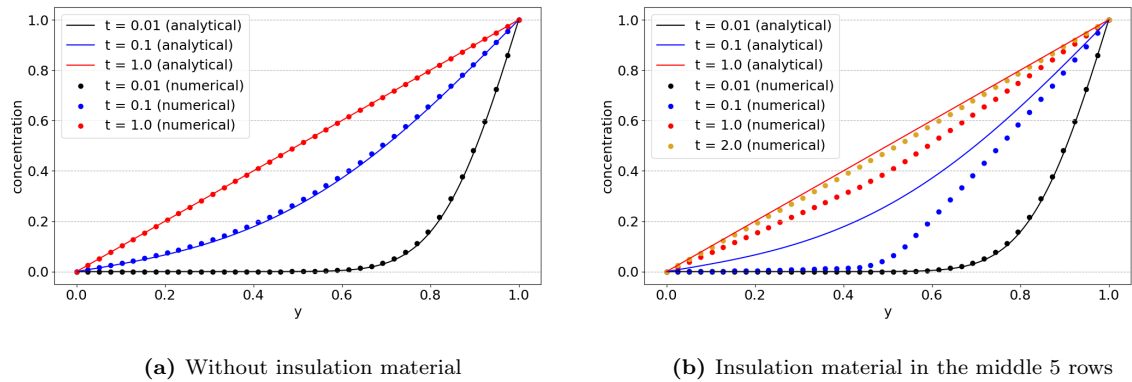 t = 0.01 (analytical)
t = 0.1 (analytical)
t = 1.0 (analytical)
t = 0.01 (numerical)
t = 0.1 (numerical)
t = 1.0 (numerical)
concentration
1.0
0.8
0.6
0.4
0.2
0.0
0.0 0.2 0.4 0.6 0.8 1.0
y
(a) Without insulation material
t = 0.01 (analytical)
t = 0.1 (analytical)
t = 1.0 (analytical)
t = 0.01 (numerical)
t = 0.1 (numerical)
t = 1.0 (numerical)
t = 2.0 (numerical)
concentration
1.0
0.8
0.6
0.4
0.2
0.0
0.0 0.2 0.4 0.6 0.8 1.0
y
(b) Insulation material in the middle 5 rows